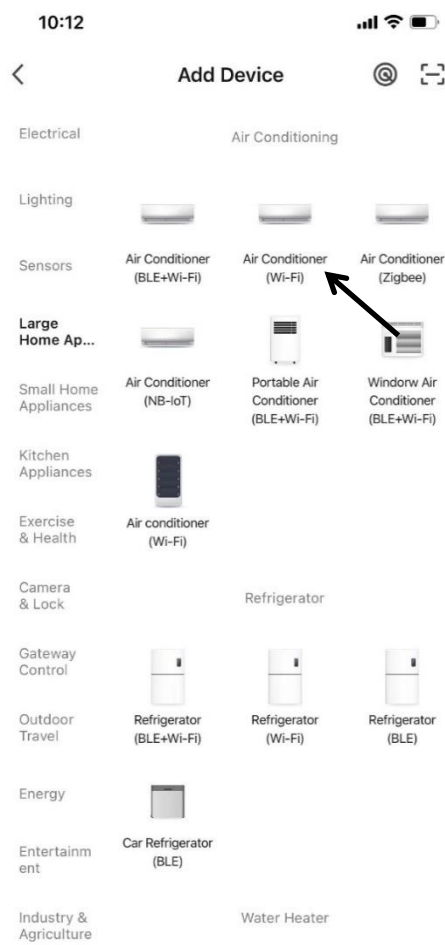 10:12
Add Device
Electrical
Lighting
Sensors
Large
Home Ap...
Small Home
Appliances
Kitchen
Appliances
Exercise
& Health
Camera
& Lock
Gateway
Control
Outdoor
Travel
Energy
Entertainm
ent
Industry &
Agriculture
Air Conditioning
Air Conditioner
(BLE+Wi-Fi)
Air Conditioner
(Wi-Fi)
Air Conditioner
(Zigbee)
Air Conditioner
(NB-IoT)
Portable Air
Conditioner
(BLE+Wi-Fi)
Windorw Air
Conditioner
(BLE+Wi-Fi)
Air conditioner
(Wi-Fi)
Refrigerator
Refrigerator
(BLE+Wi-Fi)
Refrigerator
(Wi-Fi)
Refrigerator
(BLE)
Car Refrigerator
(BLE)
Water Heater